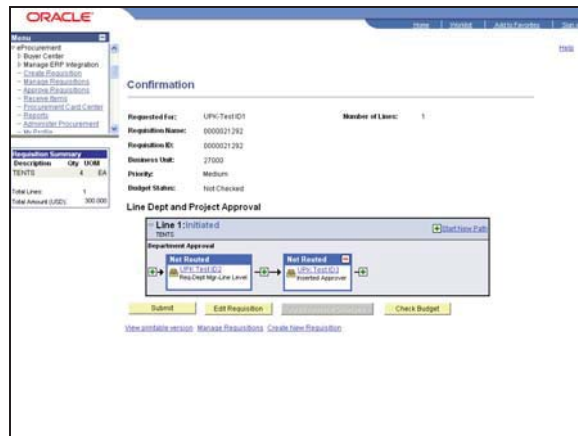 ORACLE
Home Worklist Add to Favorites Sign
Menu
eProcurement
Buyer Center
Manage ERP Integration
Create Requisition
Manage Requisitions
Approve Requisitions
Receive Items
Procurement Card Center
Reports
Administer Procurement
My Profile
Help
Confirmation
Requested For: UPK-Test ID1 Number of Lines: 1
Requisition Name: 0000021292
Requisition ID: 0000021292
Business Unit: 27000
Priority: Medium
Budget Status: Not Checked
Requisition Summary
Description Qty UOM
TENTS 4 EA
Total Lines: 1
Total Amount (USD): 300.000
Line Dept and Project Approval
Line 1:Initiated
TENTS
Start New Path
Department Approval
Not Routed
UPK-Test ID2
Req Dept Mgr-Line Level
Not Routed
UPK-Test ID3
Inserted Approver
Submit Edit Requisition Check Budget
View printable version Manage Requisitions Create New Requisition